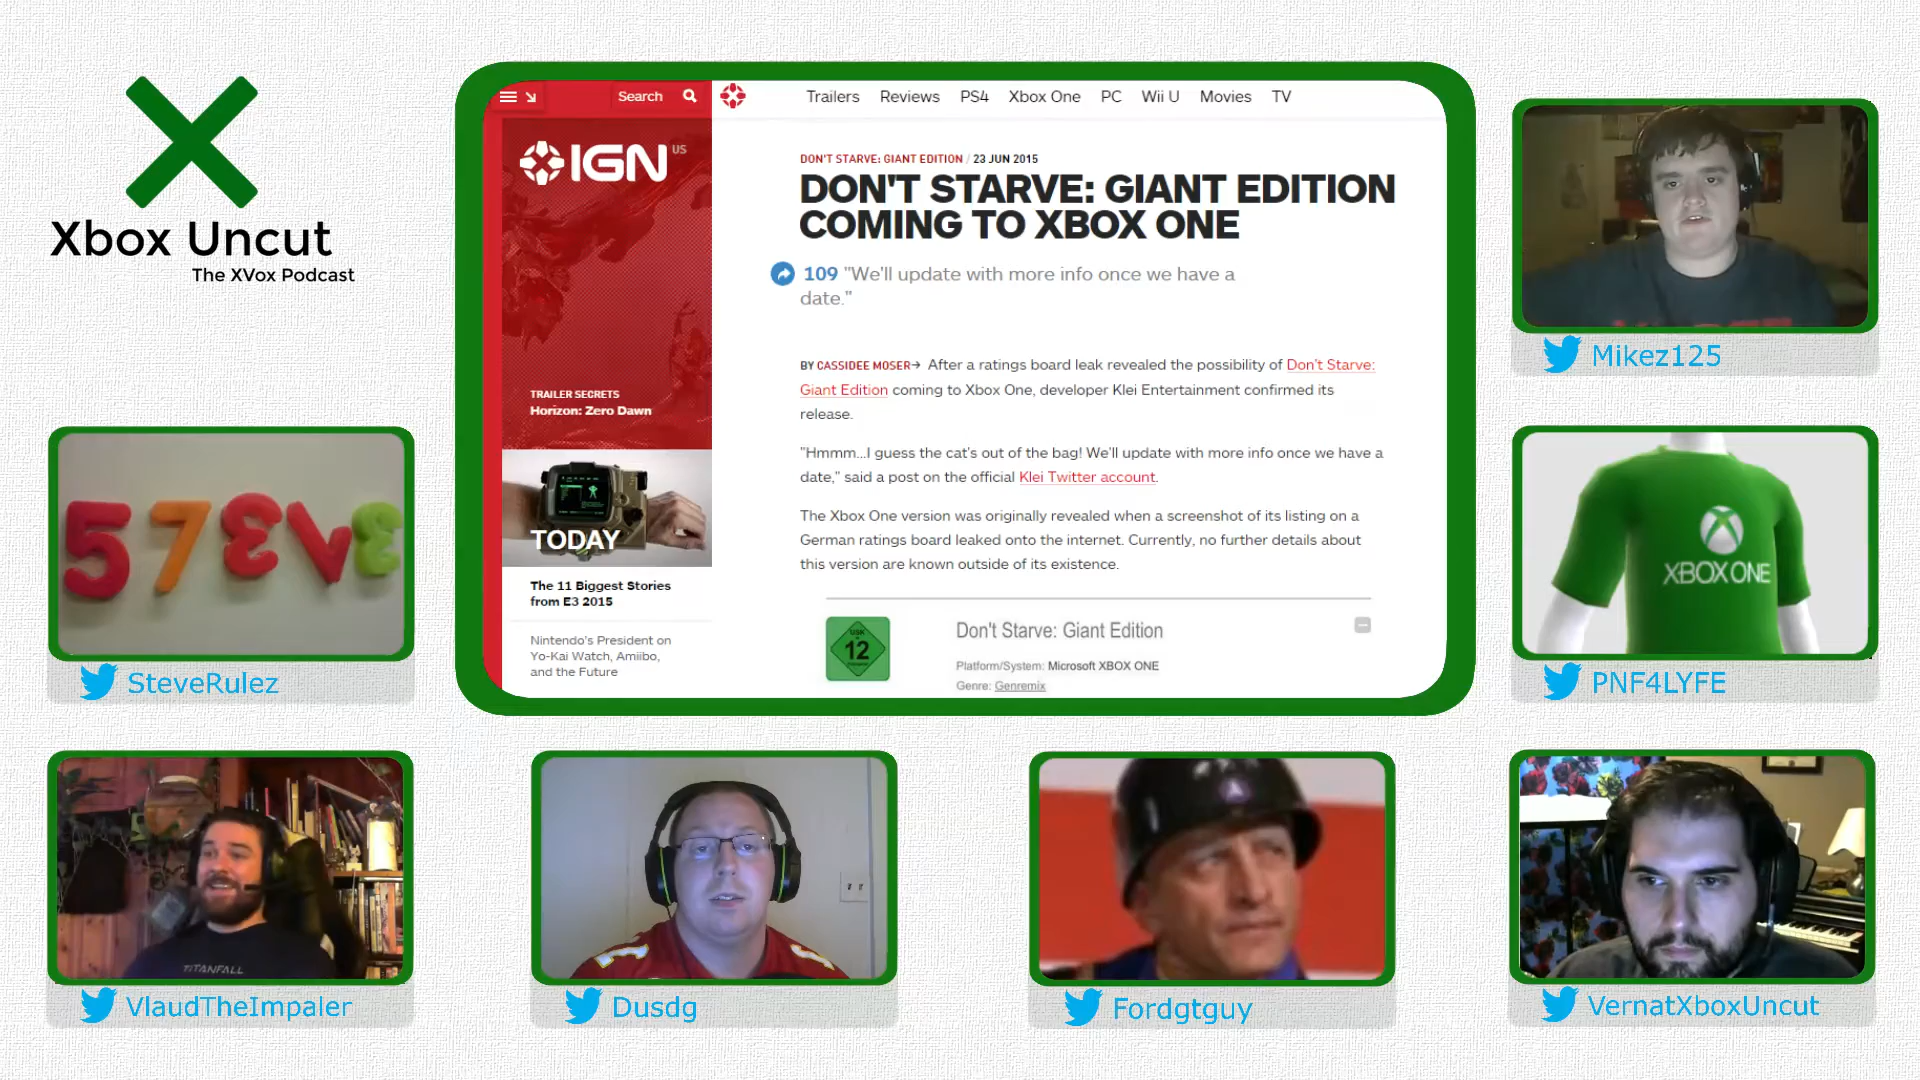 Xbox Uncut
The XVox Podcast
Search
Trailers Reviews PS4 Xbox One PC Wii U Movies TV
IGN US
TRAILER SECRETS
Horizon: Zero Dawn
TODAY
The 11 Biggest Stories
from E3 2015
Nintendo's President on
Yo-Kai Watch, Amiibo,
and the Future
DON'T STARVE: GIANT EDITION / 23 JUN 2015
DON'T STARVE: GIANT EDITION
COMING TO XBOX ONE
109 "We'll update with more info once we have a
date."
BY CASSIDEE MOSER→ After a ratings board leak revealed the possibility of Don't Starve:
Giant Edition coming to Xbox One, developer Klei Entertainment confirmed its
release.
"Hmmm...I guess the cat's out of the bag! We'll update with more info once we have a
date," said a post on the official Klei Twitter account.
The Xbox One version was originally revealed when a screenshot of its listing on a
German ratings board leaked onto the internet. Currently, no further details about
this version are known outside of its existence.
USK
12
Don't Starve: Giant Edition
Platform/System: Microsoft XBOX ONE
Genre: Genremix
Mikez125
57EVE
SteveRulez
XBOX ONE
PNF4LYFE
TITANFALL
VlaudTheImpaler
Dusdg
Fordgtguy
VernatXboxUncut